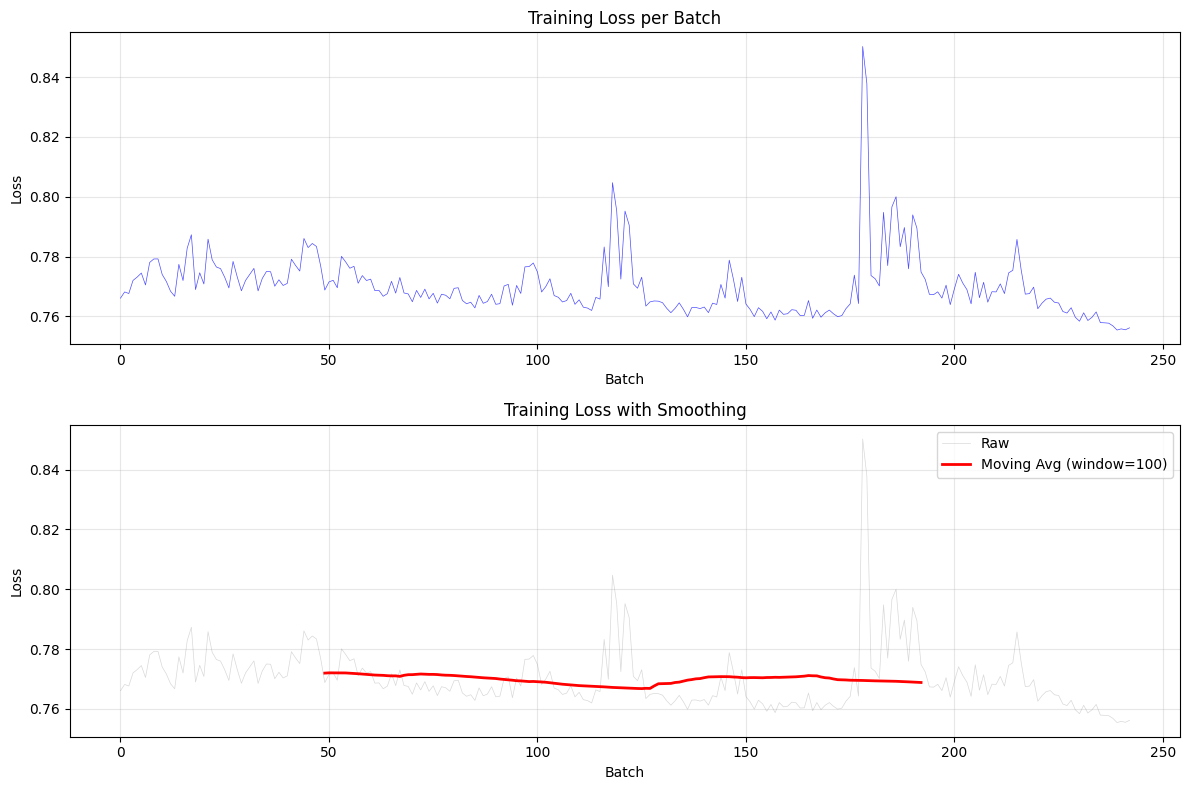 Training Loss per Batch
0.84
0.82
0.80
0.78
0.76
Loss
0 50 100 150 200 250
Batch
Training Loss with Smoothing
Raw
Moving Avg (window=100)
0.84
0.82
0.80
0.78
0.76
Loss
0 50 100 150 200 250
Batch